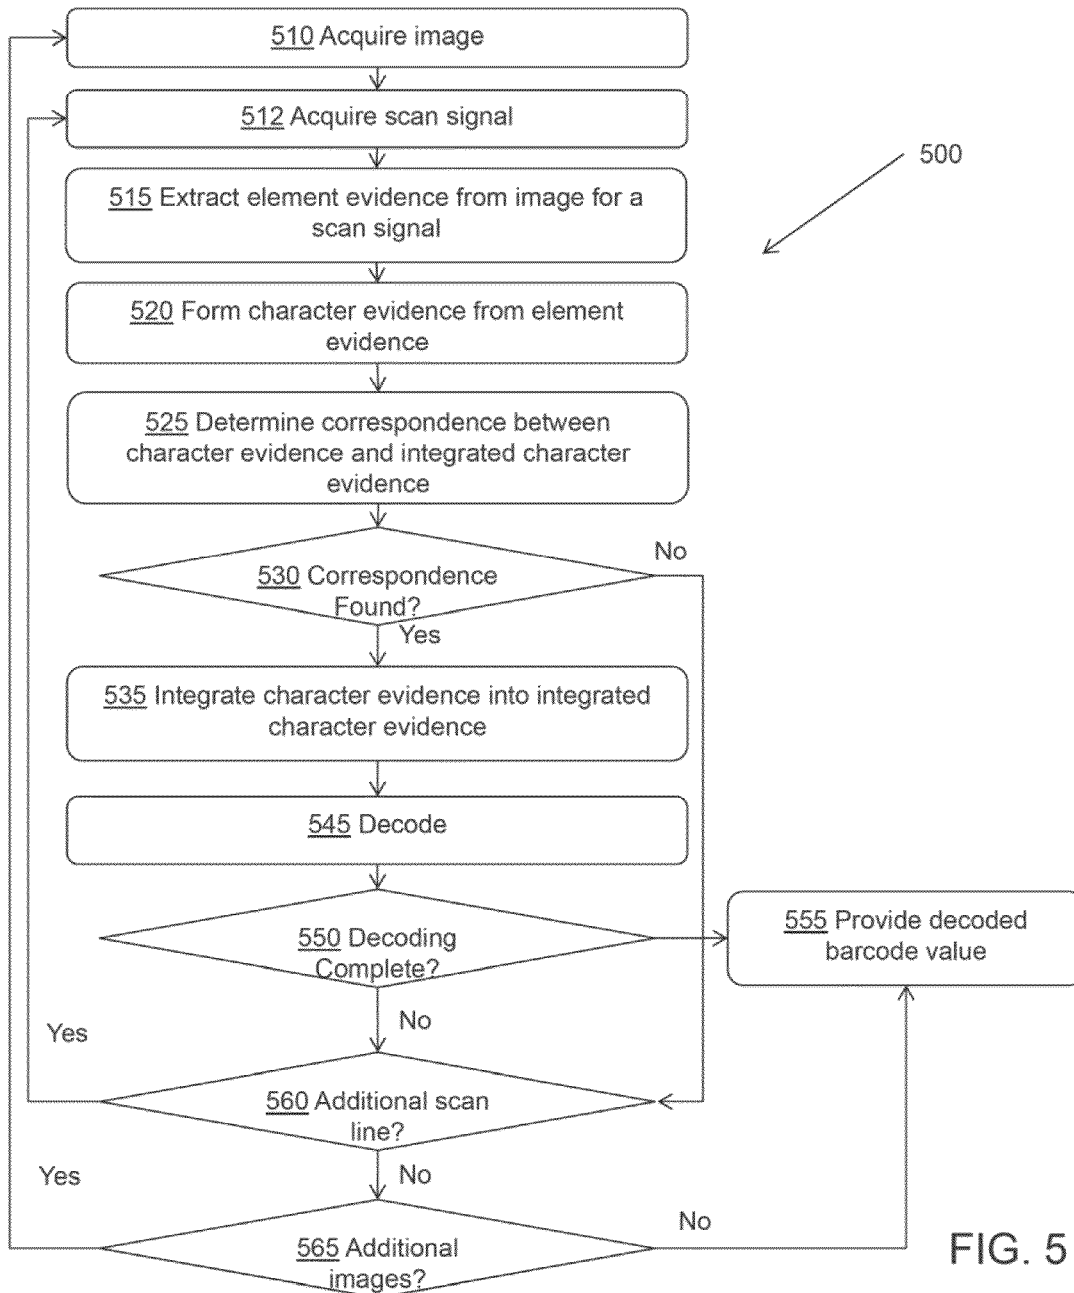 510 Acquire image
512 Acquire scan signal
500
515 Extract element evidence from image for a
scan signal
520 Form character evidence from element
evidence
525 Determine correspondence between
character evidence and integrated character
evidence
No
530 Correspondence
Found?
Yes
535 Integrate character evidence into integrated
character evidence
545 Decode
555 Provide decoded
barcode value
550 Decoding
Complete?
No
Yes
560 Additional scan
line?
No
Yes
No
565 Additional
images?
FIG. 5